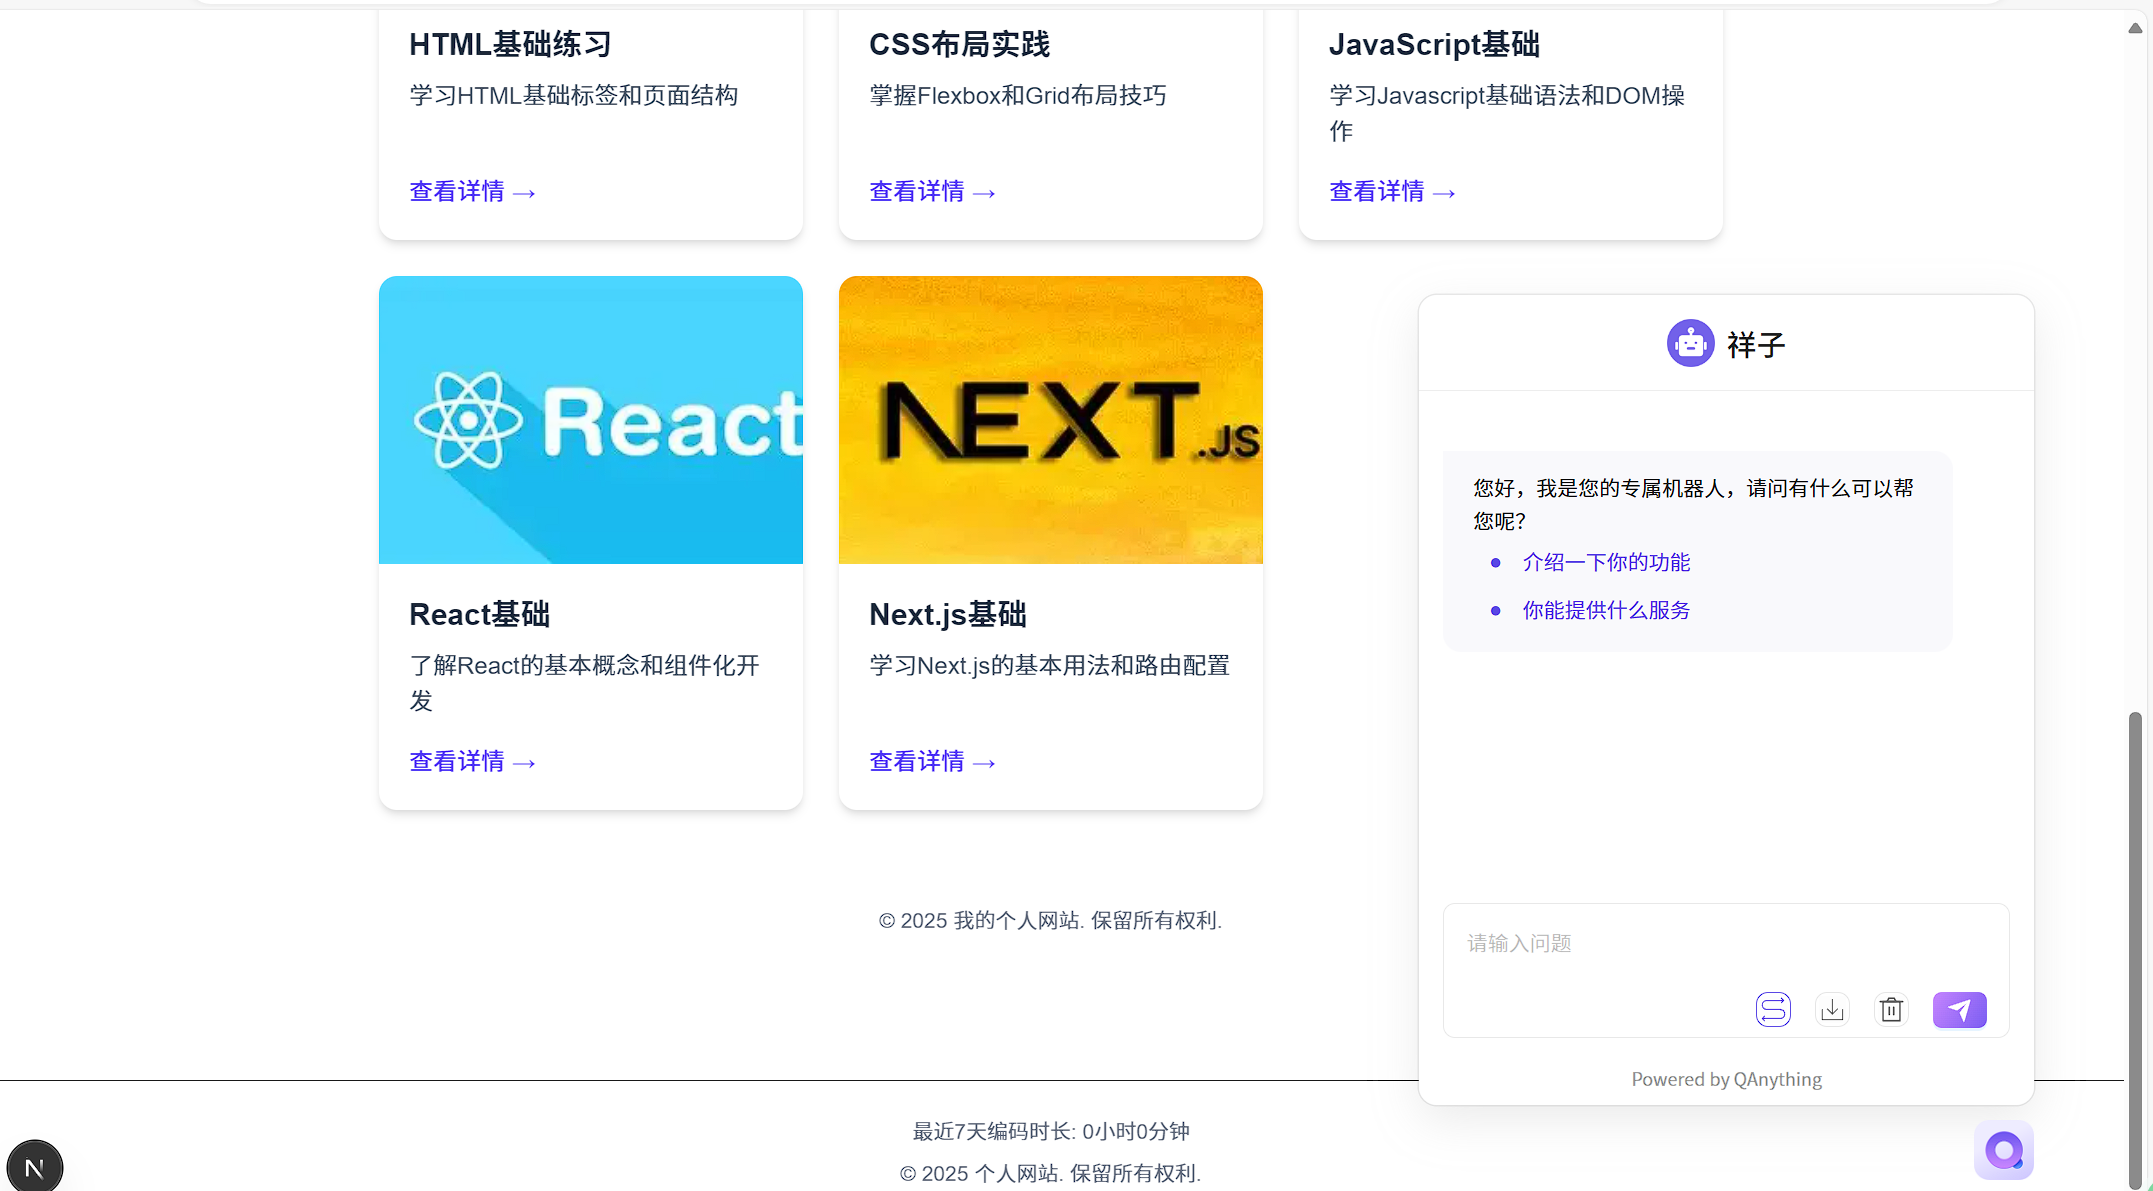 HTML基础练习
学习HTML基础标签和页面结构
查看详情 →
CSS布局实践
掌握Flexbox和Grid布局技巧
查看详情 →
JavaScript基础
学习Javascript基础语法和DOM操
作
查看详情 →
React
React基础
了解React的基本概念和组件化开
发
查看详情 →
NEXT.JS
Next.js基础
学习Next.js的基本用法和路由配置
查看详情 →
© 2025 我的个人网站. 保留所有权利.
祥子
您好，我是您的专属机器人，请问有什么可以帮
您呢？
介绍一下你的功能
你能提供什么服务
请输入问题
Powered by QAnything
最近7天编码时长: 0小时0分钟
© 2025 个人网站. 保留所有权利.
N